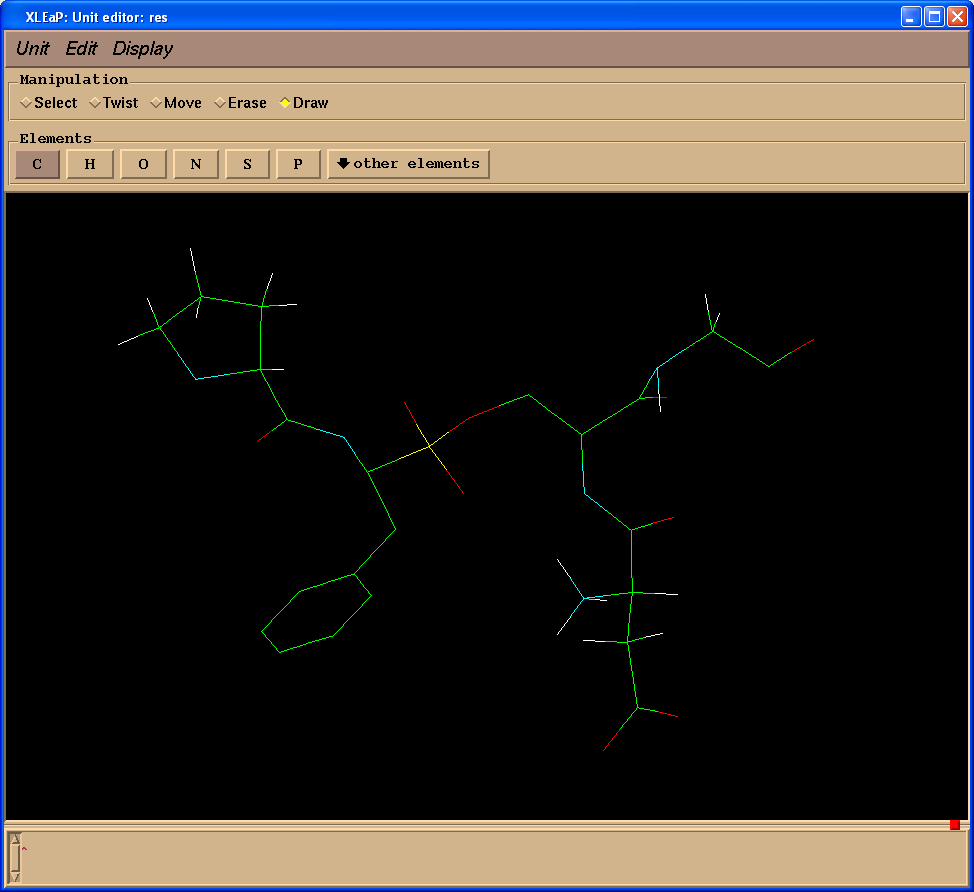 XLEaP: Unit editor: res
Unit Edit Display
Manipulation
Select Twist Move Erase Draw
Elements
C H O N S P other elements
^